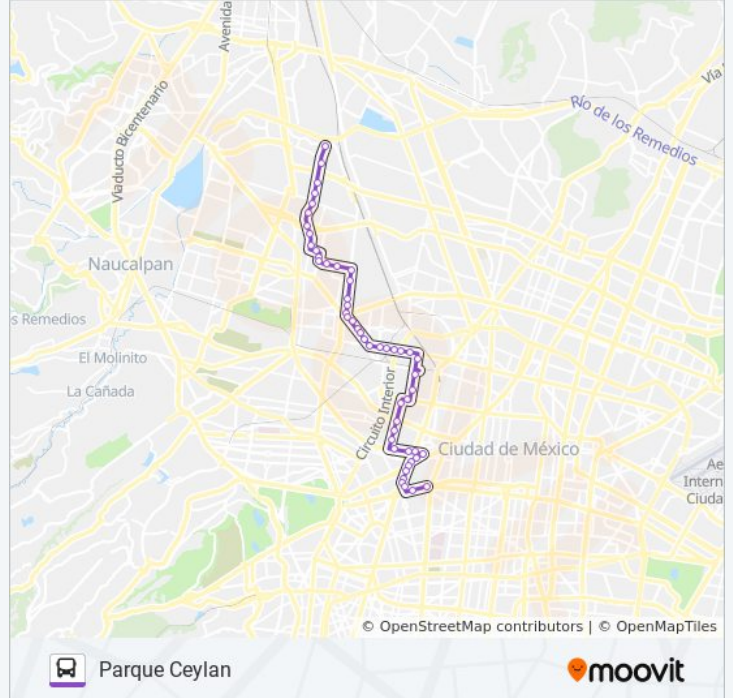 Avenida
Vía
Río de los Remedios
Viaducto Bicentenario
Naucalpan
s Remedios
El Molinito
La Cañada
Circuito Interior
Ciudad de México
Ae
Intern
Ciuda
© OpenStreetMap contributors | © OpenMapTiles
Parque Ceylan
moovit